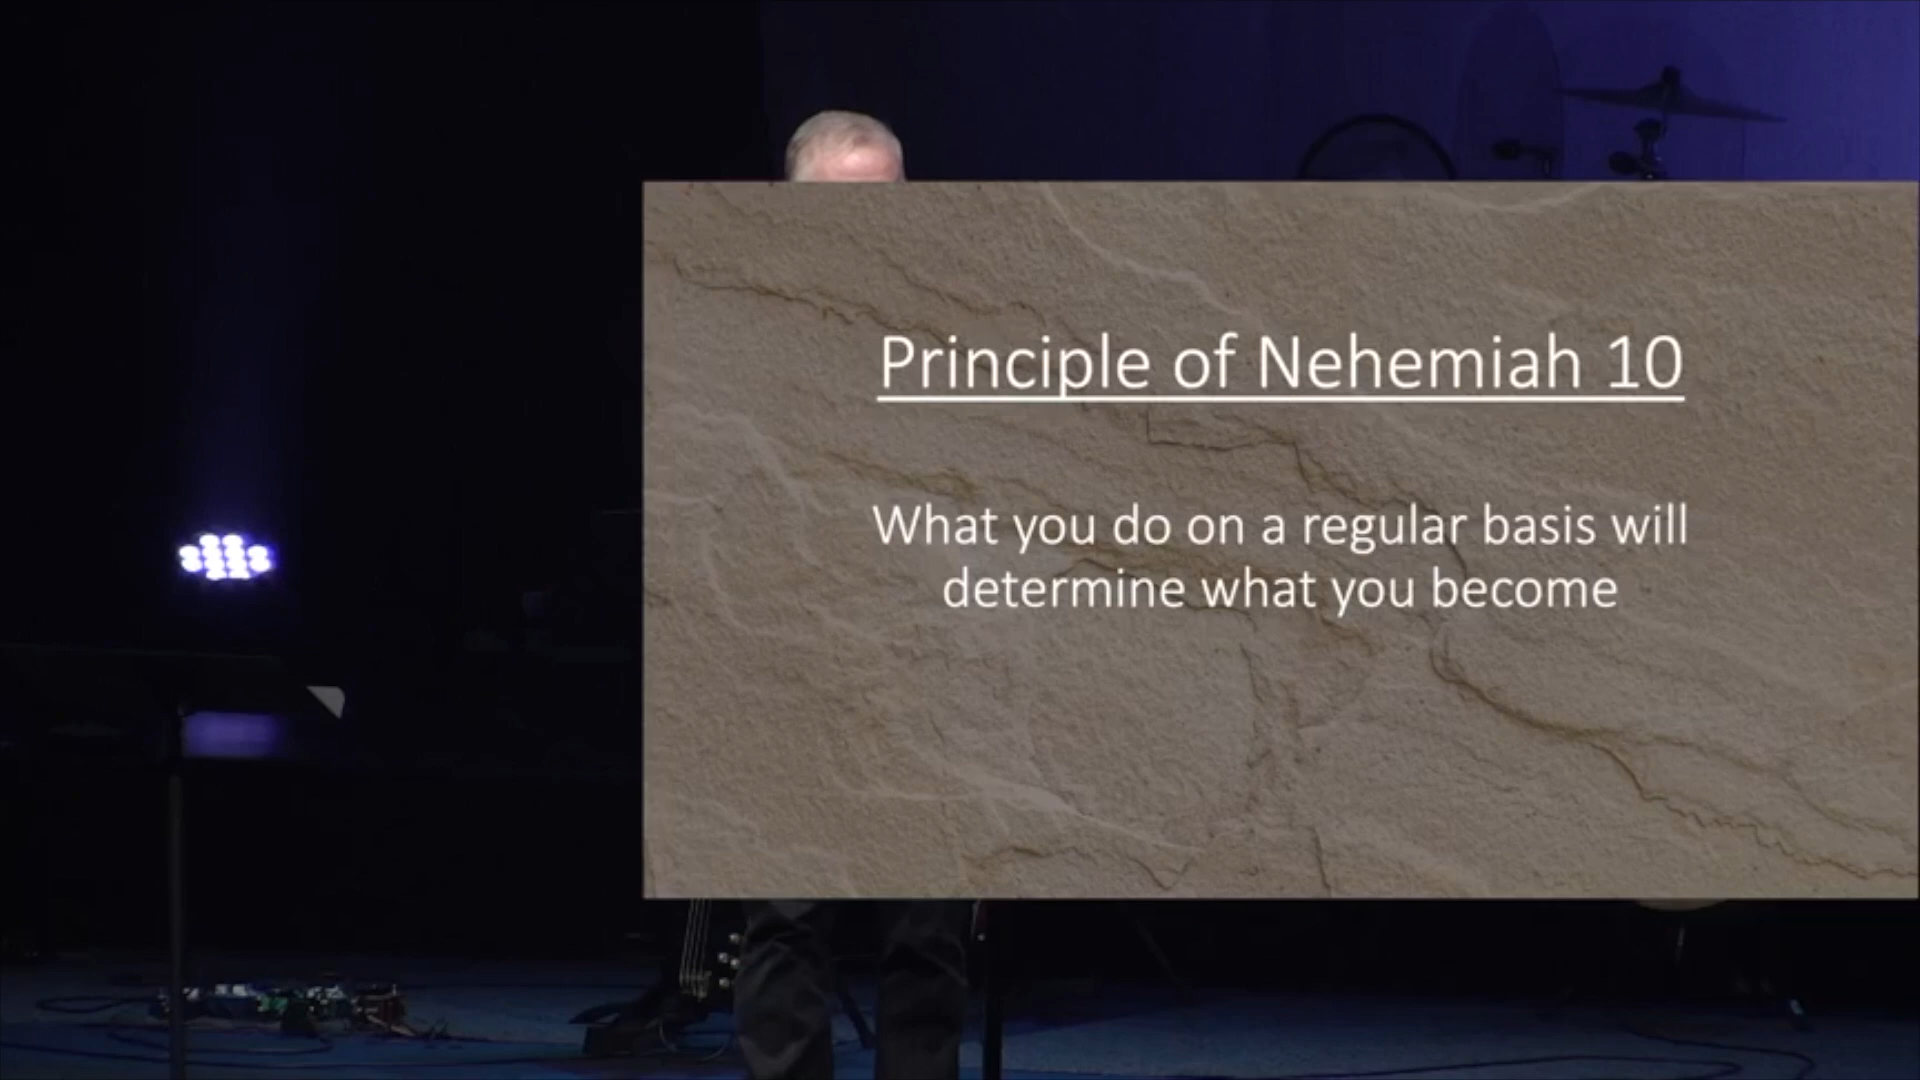 Principle of Nehemiah 10
What you do on a regular basis will
determine what you become